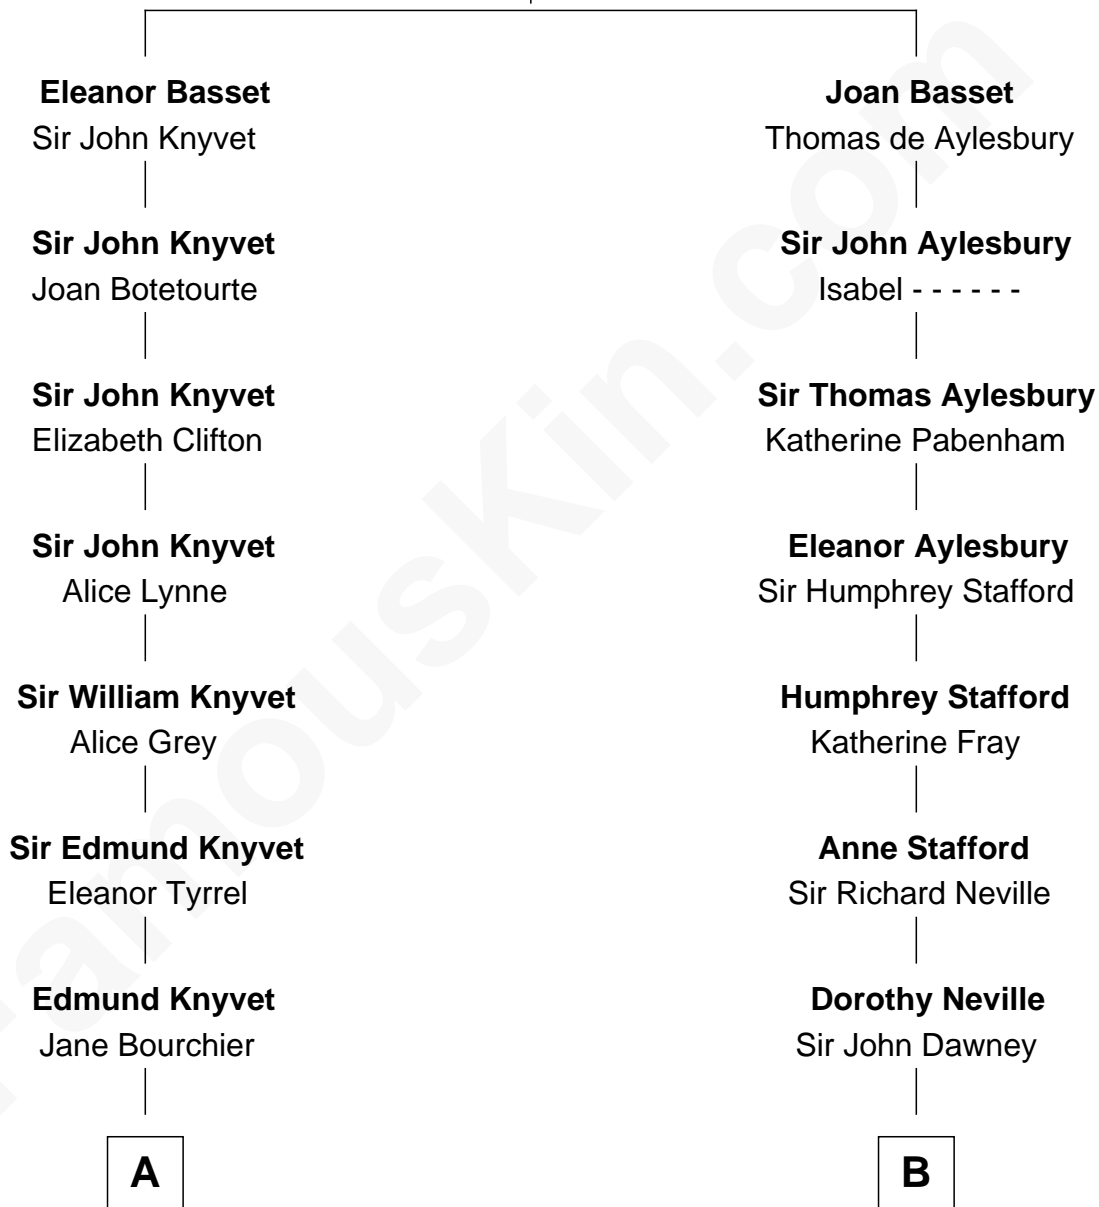 Eleanor Basset
Sir John Knyvet
Joan Basset
Thomas de Aylesbury
Sir John Knyvet
Joan Botetourte
Sir John Aylesbury
Isabel - - - - - -
Sir John Knyvet
Elizabeth Clifton
Sir Thomas Aylesbury
Katherine Pabenham
Sir John Knyvet
Alice Lynne
Eleanor Aylesbury
Sir Humphrey Stafford
Sir William Knyvet
Alice Grey
Humphrey Stafford
Katherine Fray
Sir Edmund Knyvet
Eleanor Tyrrel
Anne Stafford
Sir Richard Neville
Edmund Knyvet
Jane Bourchier
Dorothy Neville
Sir John Dawney
A
B
FamousKin.com